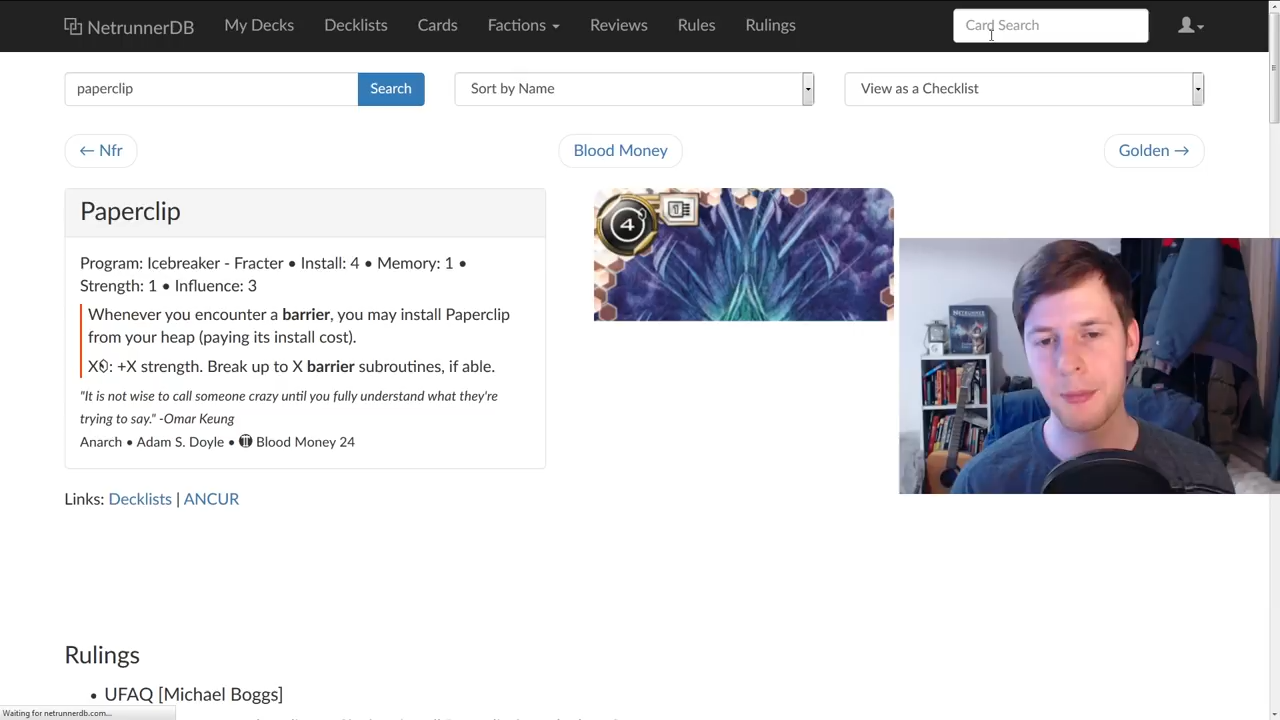 NetrunnerDB My Decks Decklists Cards Factions Reviews Rules Rulings Card Search
paperclip Search Sort by Name View as a Checklist
← Nfr Blood Money Golden →
Paperclip
4 1
Program: Icebreaker - Fracter • Install: 4 • Memory: 1 •
Strength: 1 • Influence: 3
Whenever you encounter a barrier, you may install Paperclip
from your heap (paying its install cost).
X: +X strength. Break up to X barrier subroutines, if able.
"It is not wise to call someone crazy until you fully understand what they're
trying to say." -Omar Keung
Anarch • Adam S. Doyle • Blood Money 24
NETRUNNER
Links: Decklists | ANCUR
Rulings
• UFAQ [Michael Boggs]
Waiting for netrunnerdb.com...